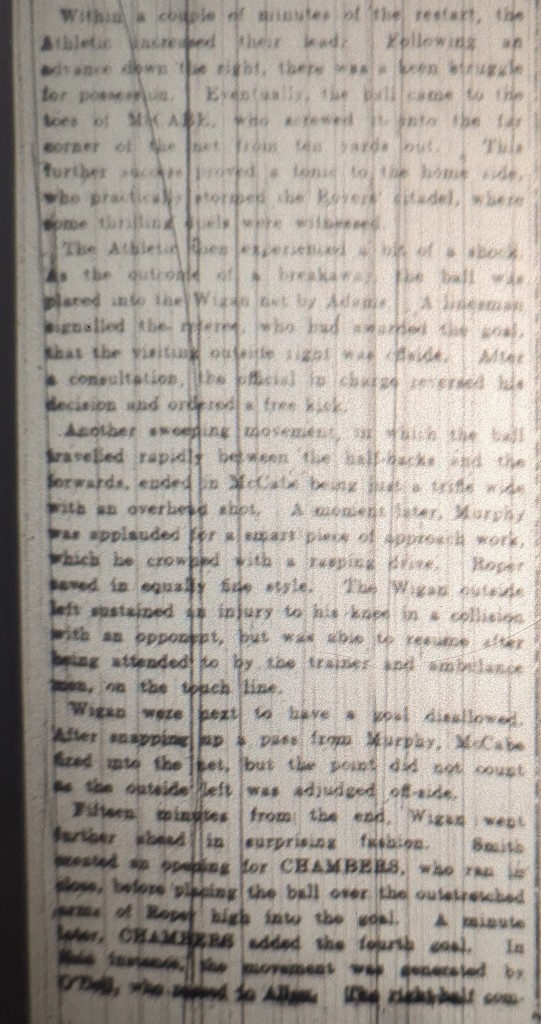 Within a couple of minutes of the restart, the
Athletic increased their lead. Following an
advance down the right, there was a keen struggle
for possession. Eventually, the ball came to the
toes of McCABE, who screwed it into the far
corner of the net from ten yards out. This
further success proved a tonic to the home side,
who practically stormed the Rovers' citadel, where
some thrilling duels were witnessed.
The Athletic then experienced a bit of a shock.
As the outcome of a breakaway, the ball was
placed into the Wigan net by Adams. A linesman
signalled the referee, who had awarded the goal,
that the visiting outside right was offside. After
a consultation, the official in charge reversed his
decision and ordered a free kick.
Another sweeping movement, in which the ball
travelled rapidly between the half-backs and the
forwards, ended in McCabe being just a trifle wide
with an overhead shot. A moment later, Murphy
was applauded for a smart piece of approach work,
which he crowned with a rasping drive. Roper
saved in equally fine style. The Wigan outside
left sustained an injury to his knee in a collision
with an opponent, but was able to resume after
being attended to by the trainer and ambulance
men, on the touch line.
Wigan were next to have a goal disallowed.
After snapping up a pass from Murphy, McCabe
fired into the net, but the point did not count
as the outside left was adjudged off-side.
Fifteen minutes from the end, Wigan went
further ahead in surprising fashion. Smith
created an opening for CHAMBERS, who ran in
close, before placing the ball over the outstretched
arms of Roper high into the goal. A minute
later, CHAMBERS added the fourth goal. In
this instance, the movement was generated by
O'Dell, who passed to Allan. The right-half com-